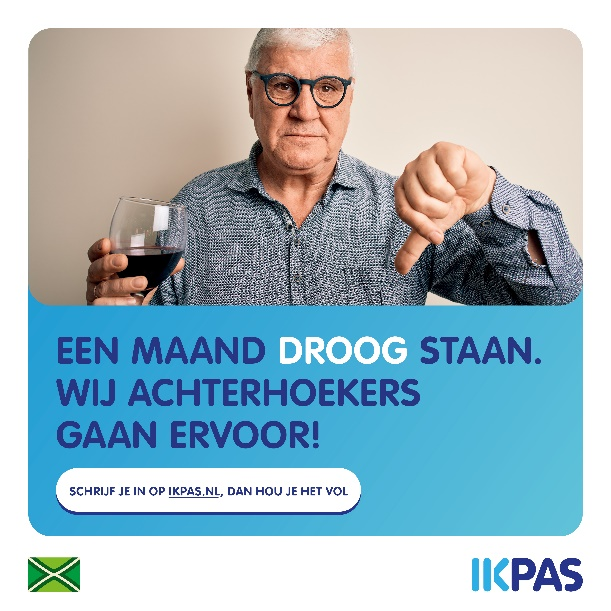 EEN MAAND DROOG STAAN.
WIJ ACHTERHOEKERS
GAAN ERVOOR!
SCHRIJF JE IN OP IKPAS.NL, DAN HOU JE HET VOL
IKPAS